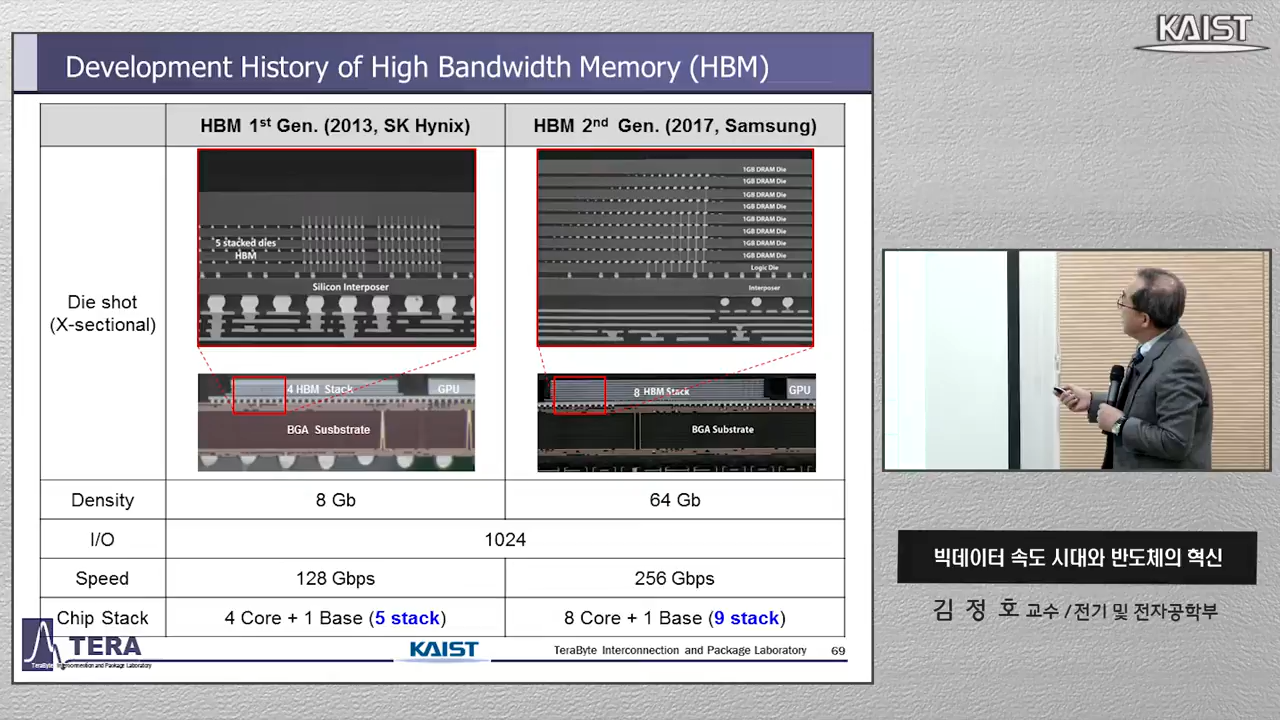 KAIST
Development History of High Bandwidth Memory (HBM)
HBM 1st Gen. (2013, SK Hynix)
HBM 2nd Gen. (2017, Samsung)
Die shot
(X-sectional)
5 stacked dies
HBM
Silicon Interposer
4 HBM Stack
GPU
BGA Susbstrate
1GB DRAM Die
1GB DRAM Die
1GB DRAM Die
1GB DRAM Die
1GB DRAM Die
1GB DRAM Die
1GB DRAM Die
1GB DRAM Die
Logic Die
Interposer
8 HBM Stack
GPU
BGA Substrate
Density
8 Gb
64 Gb
I/O
1024
Speed
128 Gbps
256 Gbps
Chip Stack
4 Core + 1 Base (5 stack)
8 Core + 1 Base (9 stack)
TERA
TeraByte Interconnection and Package Laboratory
KAIST
TeraByte Interconnection and Package Laboratory
69
빅데이터 속도 시대와 반도체의 혁신
김 정 호 교수 / 전기 및 전자공학부